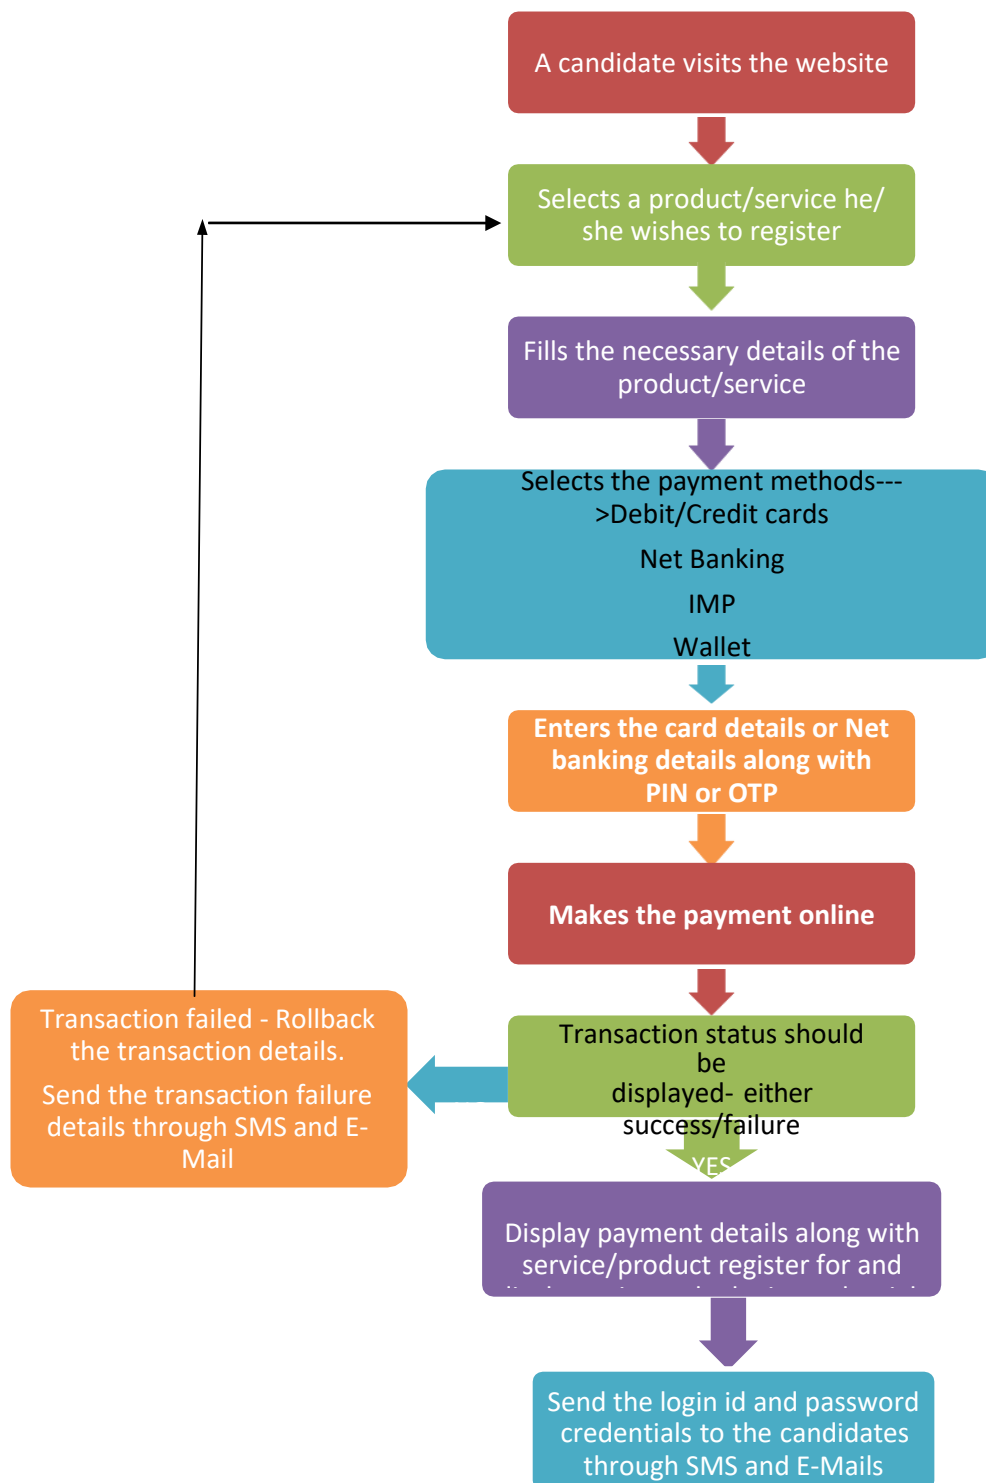 A candidate visits the website
Selects a product/service he/
she wishes to register
Fills the necessary details of the
product/service
Selects the payment methods---
>Debit/Credit cards
Net Banking
IMP
Wallet
Enters the card details or Net
banking details along with
PIN or OTP
Makes the payment online
Transaction status should
be
displayed- either
success/failure
Transaction failed - Rollback
the transaction details.
Send the transaction failure
details through SMS and E-
Mail
YES
Display payment details along with
service/product register for and
Send the login id and password
credentials to the candidates
through SMS and E-Mails